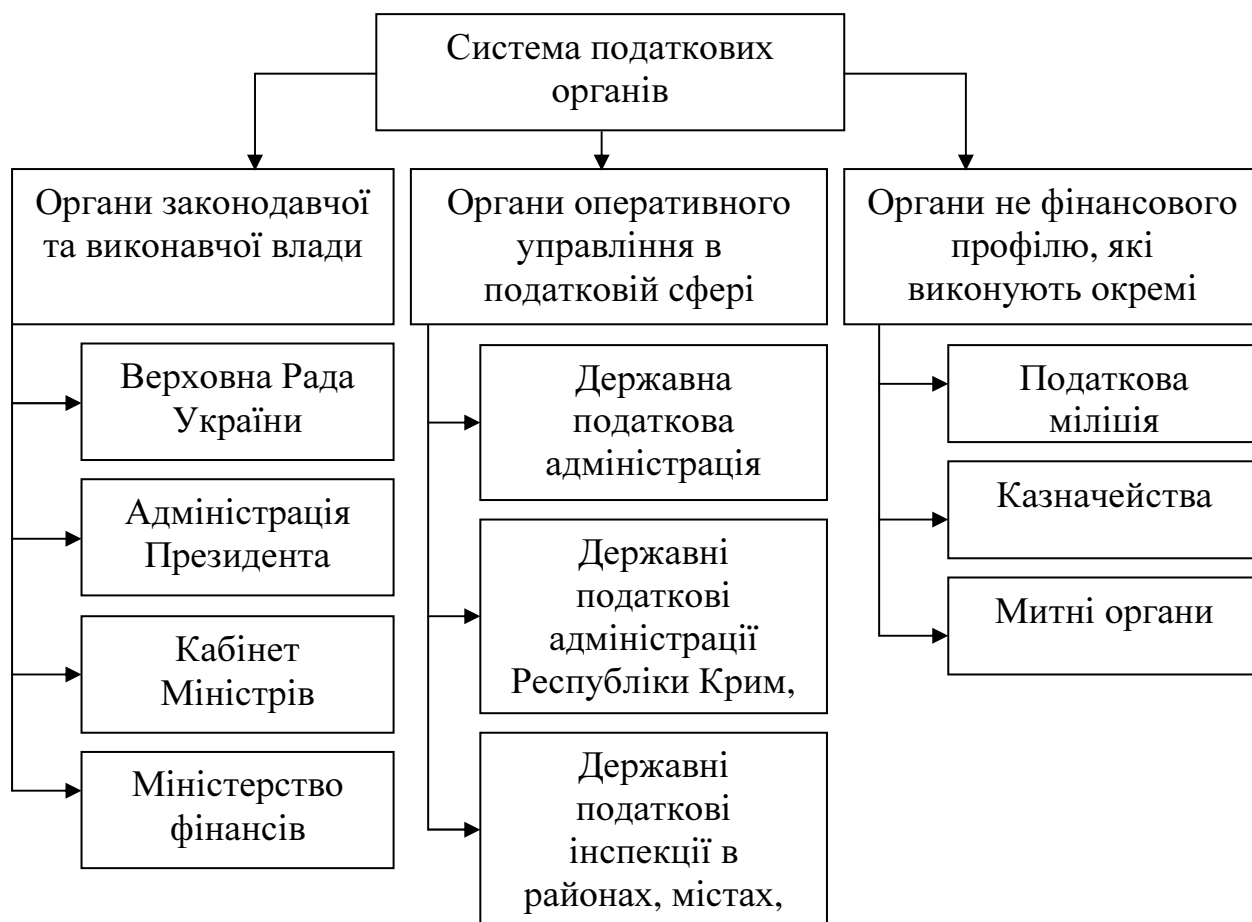 Система податкових
органів
Органи законодавчої
та виконавчої влади
Верховна Рада
України
Адміністрація
Президента
Кабінет
Міністрів
Міністерство
фінансів
Органи оперативного
управління в
податковій сфері
Державна
податкова
адміністрація
Державні
податкові
адміністрації
Республіки Крим,
Державні
податкові
інспекції в
районах, містах,
Органи не фінансового
профілю, які
виконують окремі
Податкова
міліція
Казначейства
Митні органи